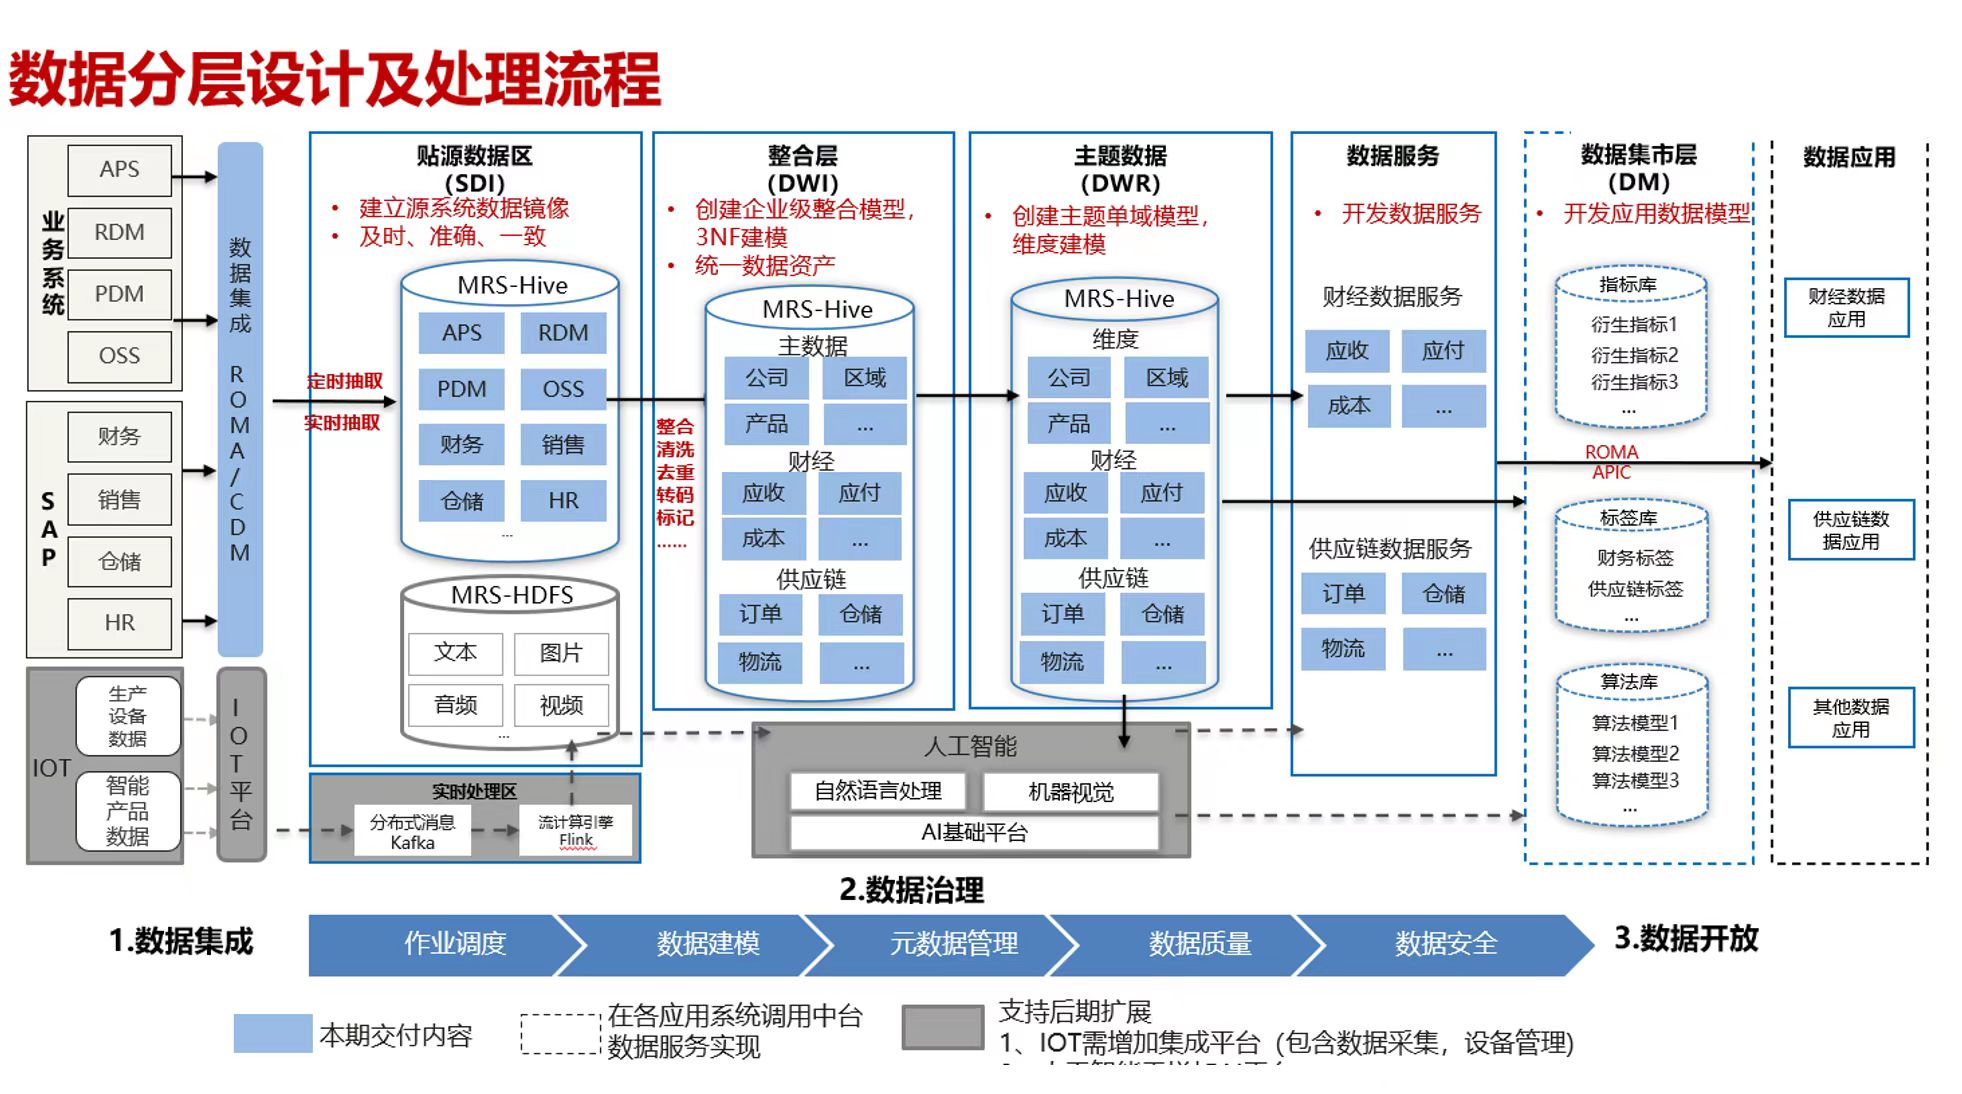 数据分层设计及处理流程
业务系统
APS
RDM
PDM
OSS
SAP
财务
销售
仓储
HR
IOT
生产
设备
数据
智能
产品
数据
数据集成 ROMA/CDM
IOT平台
定时抽取
实时抽取
贴源数据区
(SDI)
• 建立源系统数据镜像
• 及时、准确、一致
MRS-Hive
APS
RDM
PDM
OSS
财务
销售
仓储
HR
...
MRS-HDFS
文本
图片
音频
视频
...
实时处理区
分布式消息
Kafka
流计算引擎
Flink
整合
清洗
去重
转码
标记
......
整合层
(DWI)
• 创建企业级整合模型，
3NF建模
• 统一数据资产
MRS-Hive
主数据
公司
区域
产品
...
财经
应收
应付
成本
...
供应链
订单
仓储
物流
...
主题数据
(DWR)
• 创建主题单域模型，
维度建模
MRS-Hive
维度
公司
区域
产品
...
财经
应收
应付
成本
...
供应链
订单
仓储
物流
...
人工智能
自然语言处理
机器视觉
AI基础平台
数据服务
• 开发数据服务
财经数据服务
应收
应付
成本
...
供应链数据服务
订单
仓储
物流
...
数据集市层
(DM)
• 开发应用数据模型
指标库
衍生指标1
衍生指标2
衍生指标3
...
ROMA
APIC
标签库
财务标签
供应链标签
...
算法库
算法模型1
算法模型2
算法模型3
...
数据应用
财经数据
应用
供应链数
据应用
其他数据
应用
1.数据集成
2.数据治理
作业调度
数据建模
元数据管理
数据质量
数据安全
3.数据开放
本期交付内容
在各应用系统调用中台
数据服务实现
支持后期扩展
1、IOT需增加集成平台（包含数据采集，设备管理)